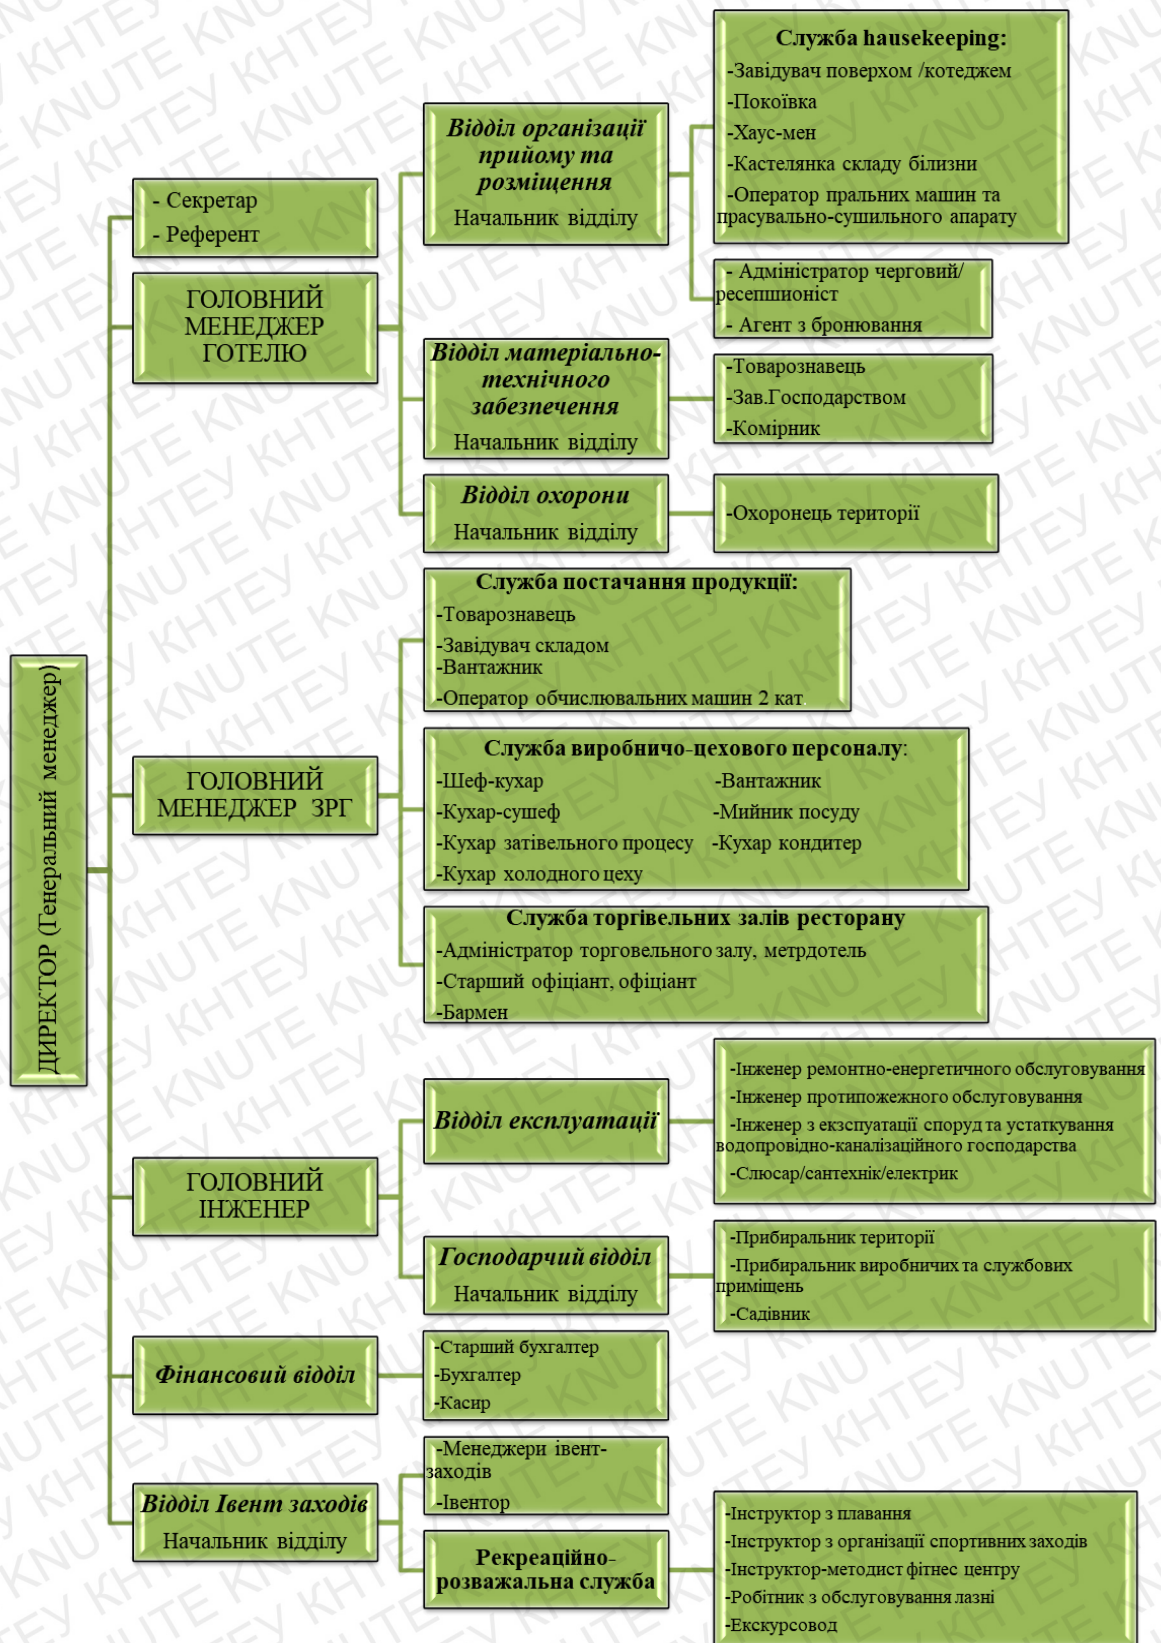 ДИРЕКТОР (Генеральний менеджер)
- Секретар
- Референт
ГОЛОВНИЙ
МЕНЕДЖЕР
ГОТЕЛЮ
Відділ організації
прийому та
розміщення
Начальник відділу
Служба hausekeeping:
-Завідувач поверхом /котеджем
-Покоївка
-Хаус-мен
-Кастелянка складу білизни
-Оператор пральних машин та
прасувально-сушильного апарату
- Адміністратор черговий/
ресепшионіст
- Агент з бронювання
Відділ матеріально-
технічного
забезпечення
Начальник відділу
-Товарознавець
-Зав.Господарством
-Комірник
Відділ охорони
Начальник відділу
-Охоронець території
ГОЛОВНИЙ
МЕНЕДЖЕР ЗРГ
Служба постачання продукції:
-Товарознавець
-Завідувач складом
-Вантажник
-Оператор обчислювальних машин 2 кат.
Служба виробничо-цехового персоналу:
-Шеф-кухар -Вантажник
-Кухар-сушеф -Мийник посуду
-Кухар затівельного процесу -Кухар кондитер
-Кухар холодного цеху
Служба торгівельних залів ресторану
-Адміністратор торговельного залу, метрдотель
-Старший офіціант, офіціант
-Бармен
ГОЛОВНИЙ
ІНЖЕНЕР
Відділ експлуатації
-Інженер ремонтно-енергетичного обслуговування
-Інженер протипожежного обслуговування
-Інженер з екзспуатації споруд та устаткування
водопровідно-каналізаційного господарства
-Слюсар/сантехнік/електрик
Господарчий відділ
Начальник відділу
-Прибиральник території
-Прибиральник виробничих та службових
приміщень
-Садівник
Фінансовий відділ
-Старший бухгалтер
-Бухгалтер
-Касир
Відділ Івент заходів
Начальник відділу
-Менеджери івент-
заходів
-Івентор
Рекреаційно-
розважальна служба
-Інструктор з плавання
-Інструктор з організації спортивних заходів
-Інструктор-методист фітнес центру
-Робітник з обслуговування лазні
-Екскурсовод